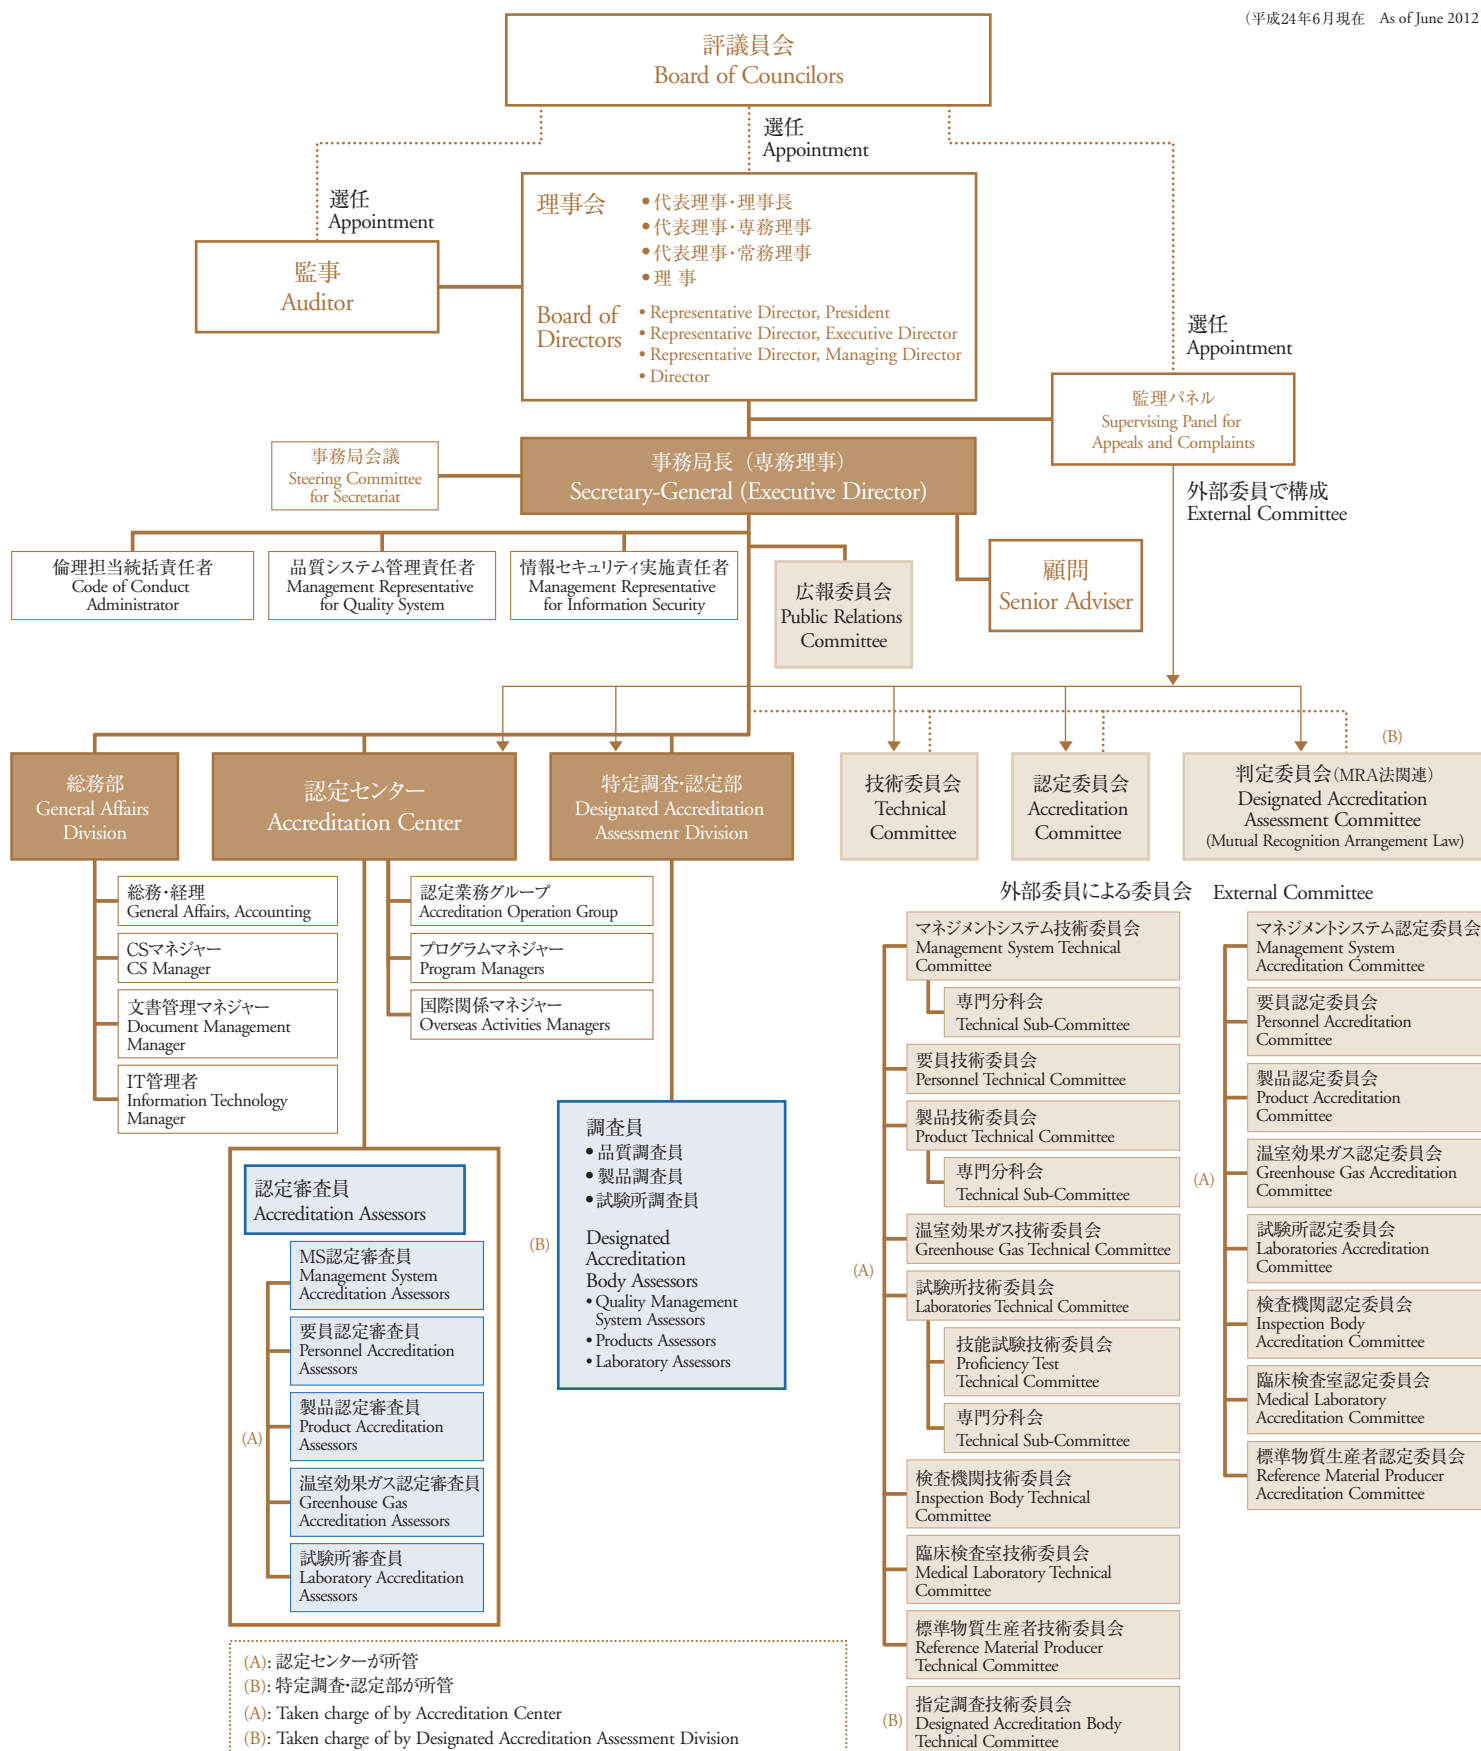 (平成24年6月現在　As of June 2012
評議員会
Board of Councilors
選任
Appointment
選任
Appointment
理事会
•代表理事・理事長
•代表理事・専務理事
•代表理事・常務理事
•理 事
Board of
Directors
• Representative Director, President
• Representative Director, Executive Director
• Representative Director, Managing Director
• Director
監事
Auditor
選任
Appointment
監理パネル
Supervising Panel for
Appeals and Complaints
事務局会議
Steering Committee
for Secretariat
事務局長（専務理事）
Secretary-General (Executive Director)
外部委員で構成
External Committee
倫理担当統括責任者
Code of Conduct
Administrator
品質システム管理責任者
Management Representative
for Quality System
情報セキュリティ実施責任者
Management Representative
for Information Security
広報委員会
Public Relations
Committee
顧問
Senior Adviser
(B)
総務部
General Affairs
Division
認定センター
Accreditation Center
特定調査・認定部
Designated Accreditation
Assessment Division
技術委員会
Technical
Committee
認定委員会
Accreditation
Committee
判定委員会(MRA法関連)
Designated Accreditation
Assessment Committee
(Mutual Recognition Arrangement Law)
総務・経理
General Affairs, Accounting
CSマネジャー
CS Manager
文書管理マネジャー
Document Management
Manager
IT管理者
Information Technology
Manager
認定業務グループ
Accreditation Operation Group
プログラムマネジャー
Program Managers
国際関係マネジャー
Overseas Activities Managers
認定審査員
Accreditation Assessors
(A)
MS認定審査員
Management System
Accreditation Assessors
要員認定審査員
Personnel Accreditation
Assessors
製品認定審査員
Product Accreditation
Assessors
温室効果ガス認定審査員
Greenhouse Gas
Accreditation Assessors
試験所審査員
Laboratory Accreditation
Assessors
(B)
調査員
•品質調査員
•製品調査員
•試験所調査員
Designated
Accreditation
Body Assessors
• Quality Management
System Assessors
• Products Assessors
• Laboratory Assessors
外部委員による委員会　External Committee
(A)
マネジメントシステム技術委員会
Management System Technical
Committee
専門分科会
Technical Sub-Committee
要員技術委員会
Personnel Technical Committee
製品技術委員会
Product Technical Committee
専門分科会
Technical Sub-Committee
温室効果ガス技術委員会
Greenhouse Gas Technical Committee
試験所技術委員会
Laboratories Technical Committee
技能試験技術委員会
Proficiency Test
Technical Committee
専門分科会
Technical Sub-Committee
検査機関技術委員会
Inspection Body Technical
Committee
臨床検査室技術委員会
Medical Laboratory Technical
Committee
標準物質生産者技術委員会
Reference Material Producer
Technical Committee
(B)
指定調査技術委員会
Designated Accreditation Body
Technical Committee
(A)
マネジメントシステム認定委員会
Management System
Accreditation Committee
要員認定委員会
Personnel Accreditation
Committee
製品認定委員会
Product Accreditation
Committee
温室効果ガス認定委員会
Greenhouse Gas Accreditation
Committee
試験所認定委員会
Laboratories Accreditation
Committee
検査機関認定委員会
Inspection Body
Accreditation Committee
臨床検査室認定委員会
Medical Laboratory
Accreditation Committee
標準物質生産者認定委員会
Reference Material Producer
Accreditation Committee
(A): 認定センターが所管
(B): 特定調査・認定部が所管
(A): Taken charge of by Accreditation Center
(B): Taken charge of by Designated Accreditation Assessment Division